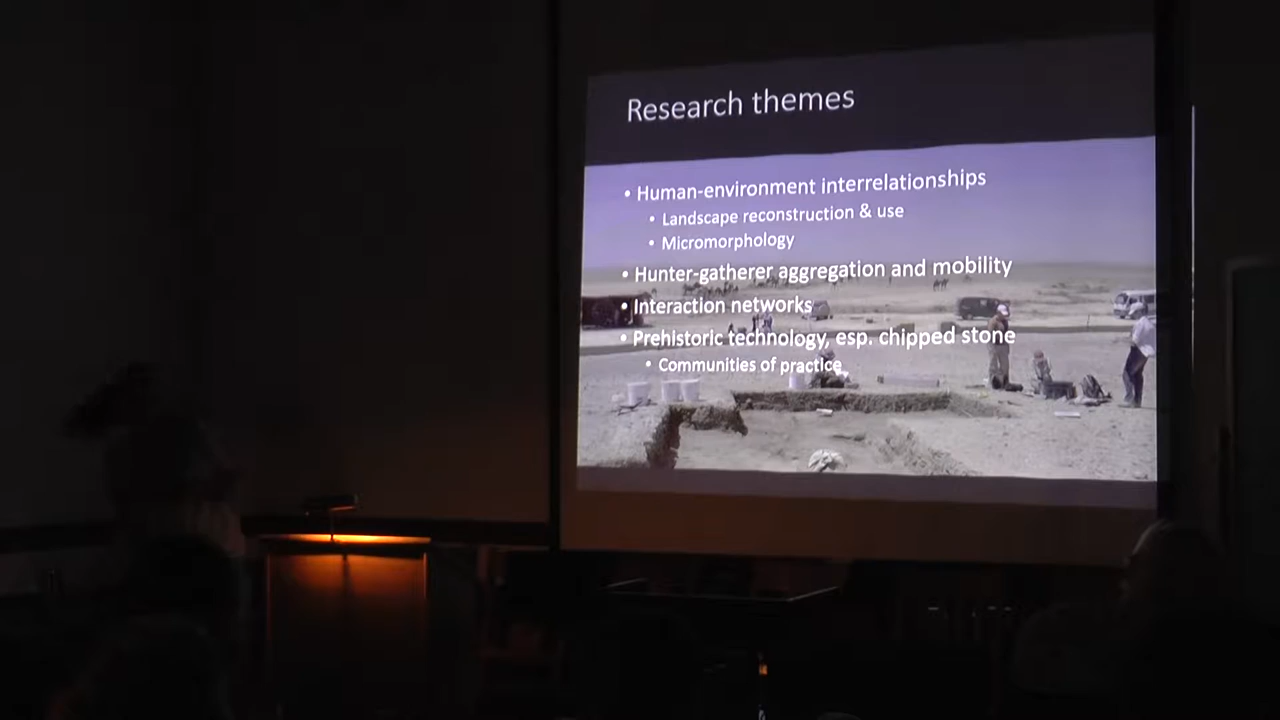 Research themes
• Human-environment interrelationships
• Landscape reconstruction & use
• Micromorphology
• Hunter-gatherer aggregation and mobility
• Interaction networks
• Prehistoric technology, esp. chipped stone
• Communities of practice